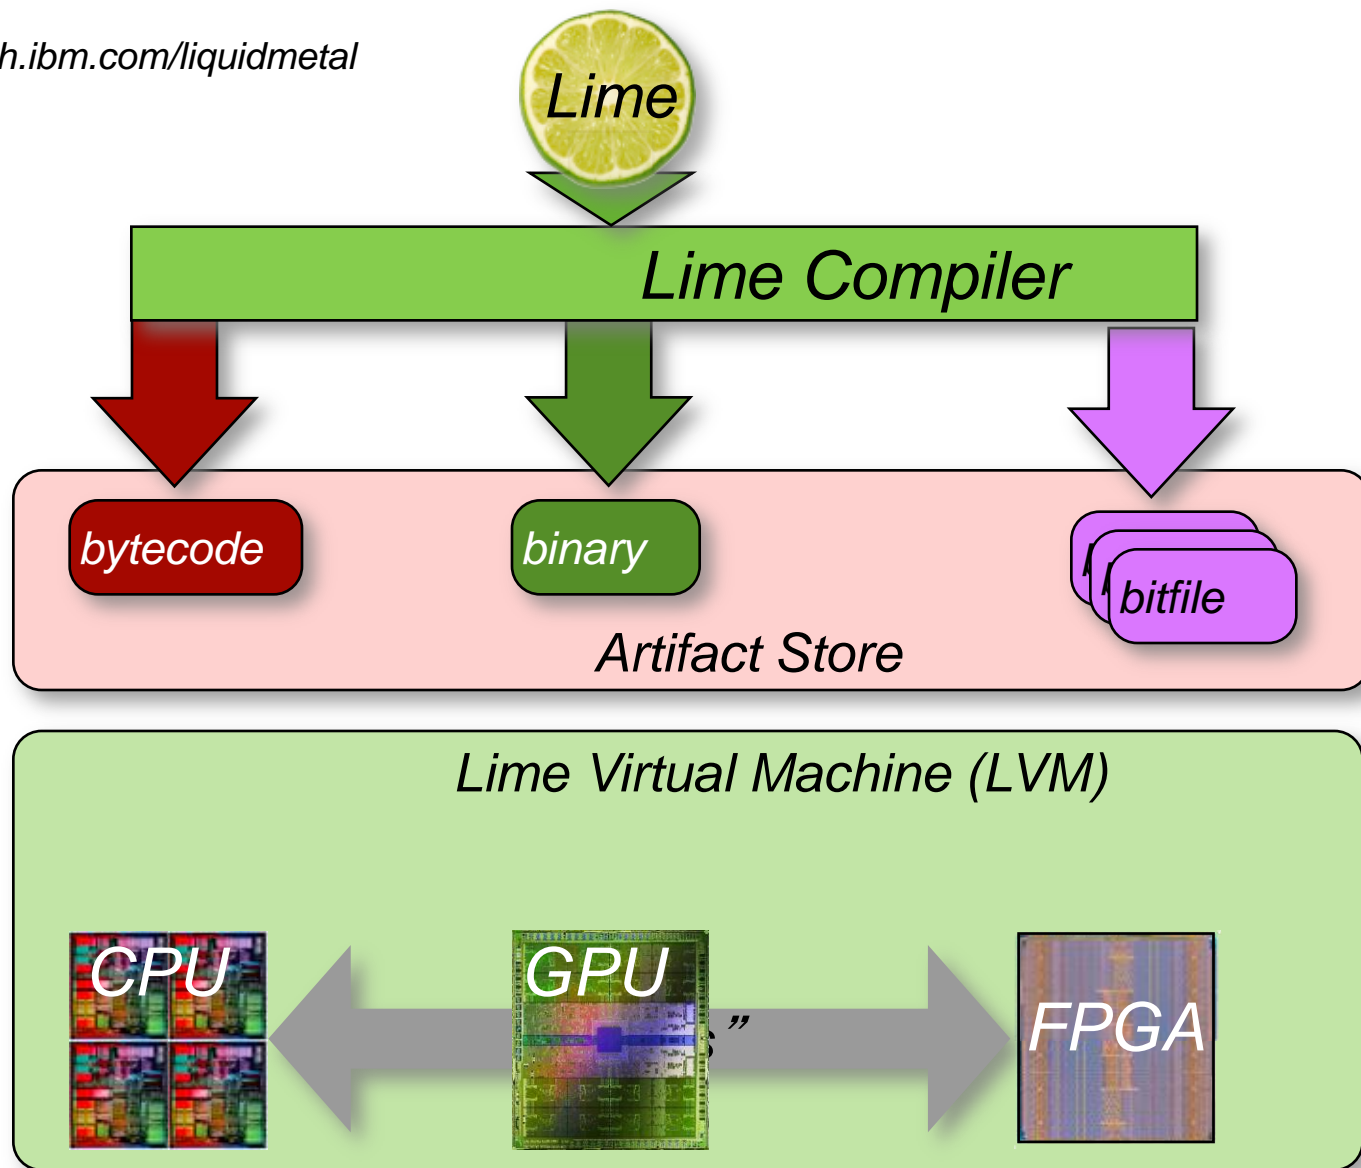 h.ibm.com/liquidmetal
Lime
Lime Compiler
bytecode
binary
bitfile
Artifact Store
Lime Virtual Machine (LVM)
CPU
GPU
FPGA